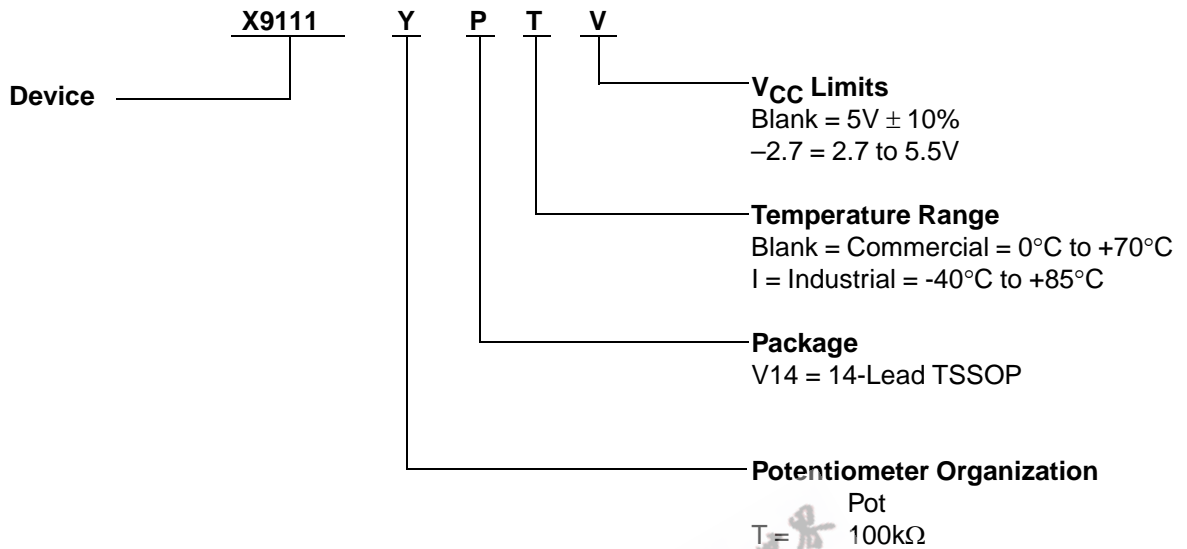 X9111 Y P T V
Device
VCC Limits
Blank = 5V ± 10%
–2.7 = 2.7 to 5.5V
Temperature Range
Blank = Commercial = 0°C to +70°C
I = Industrial = -40°C to +85°C
Package
V14 = 14-Lead TSSOP
Potentiometer Organization
Pot
T = 100kΩ